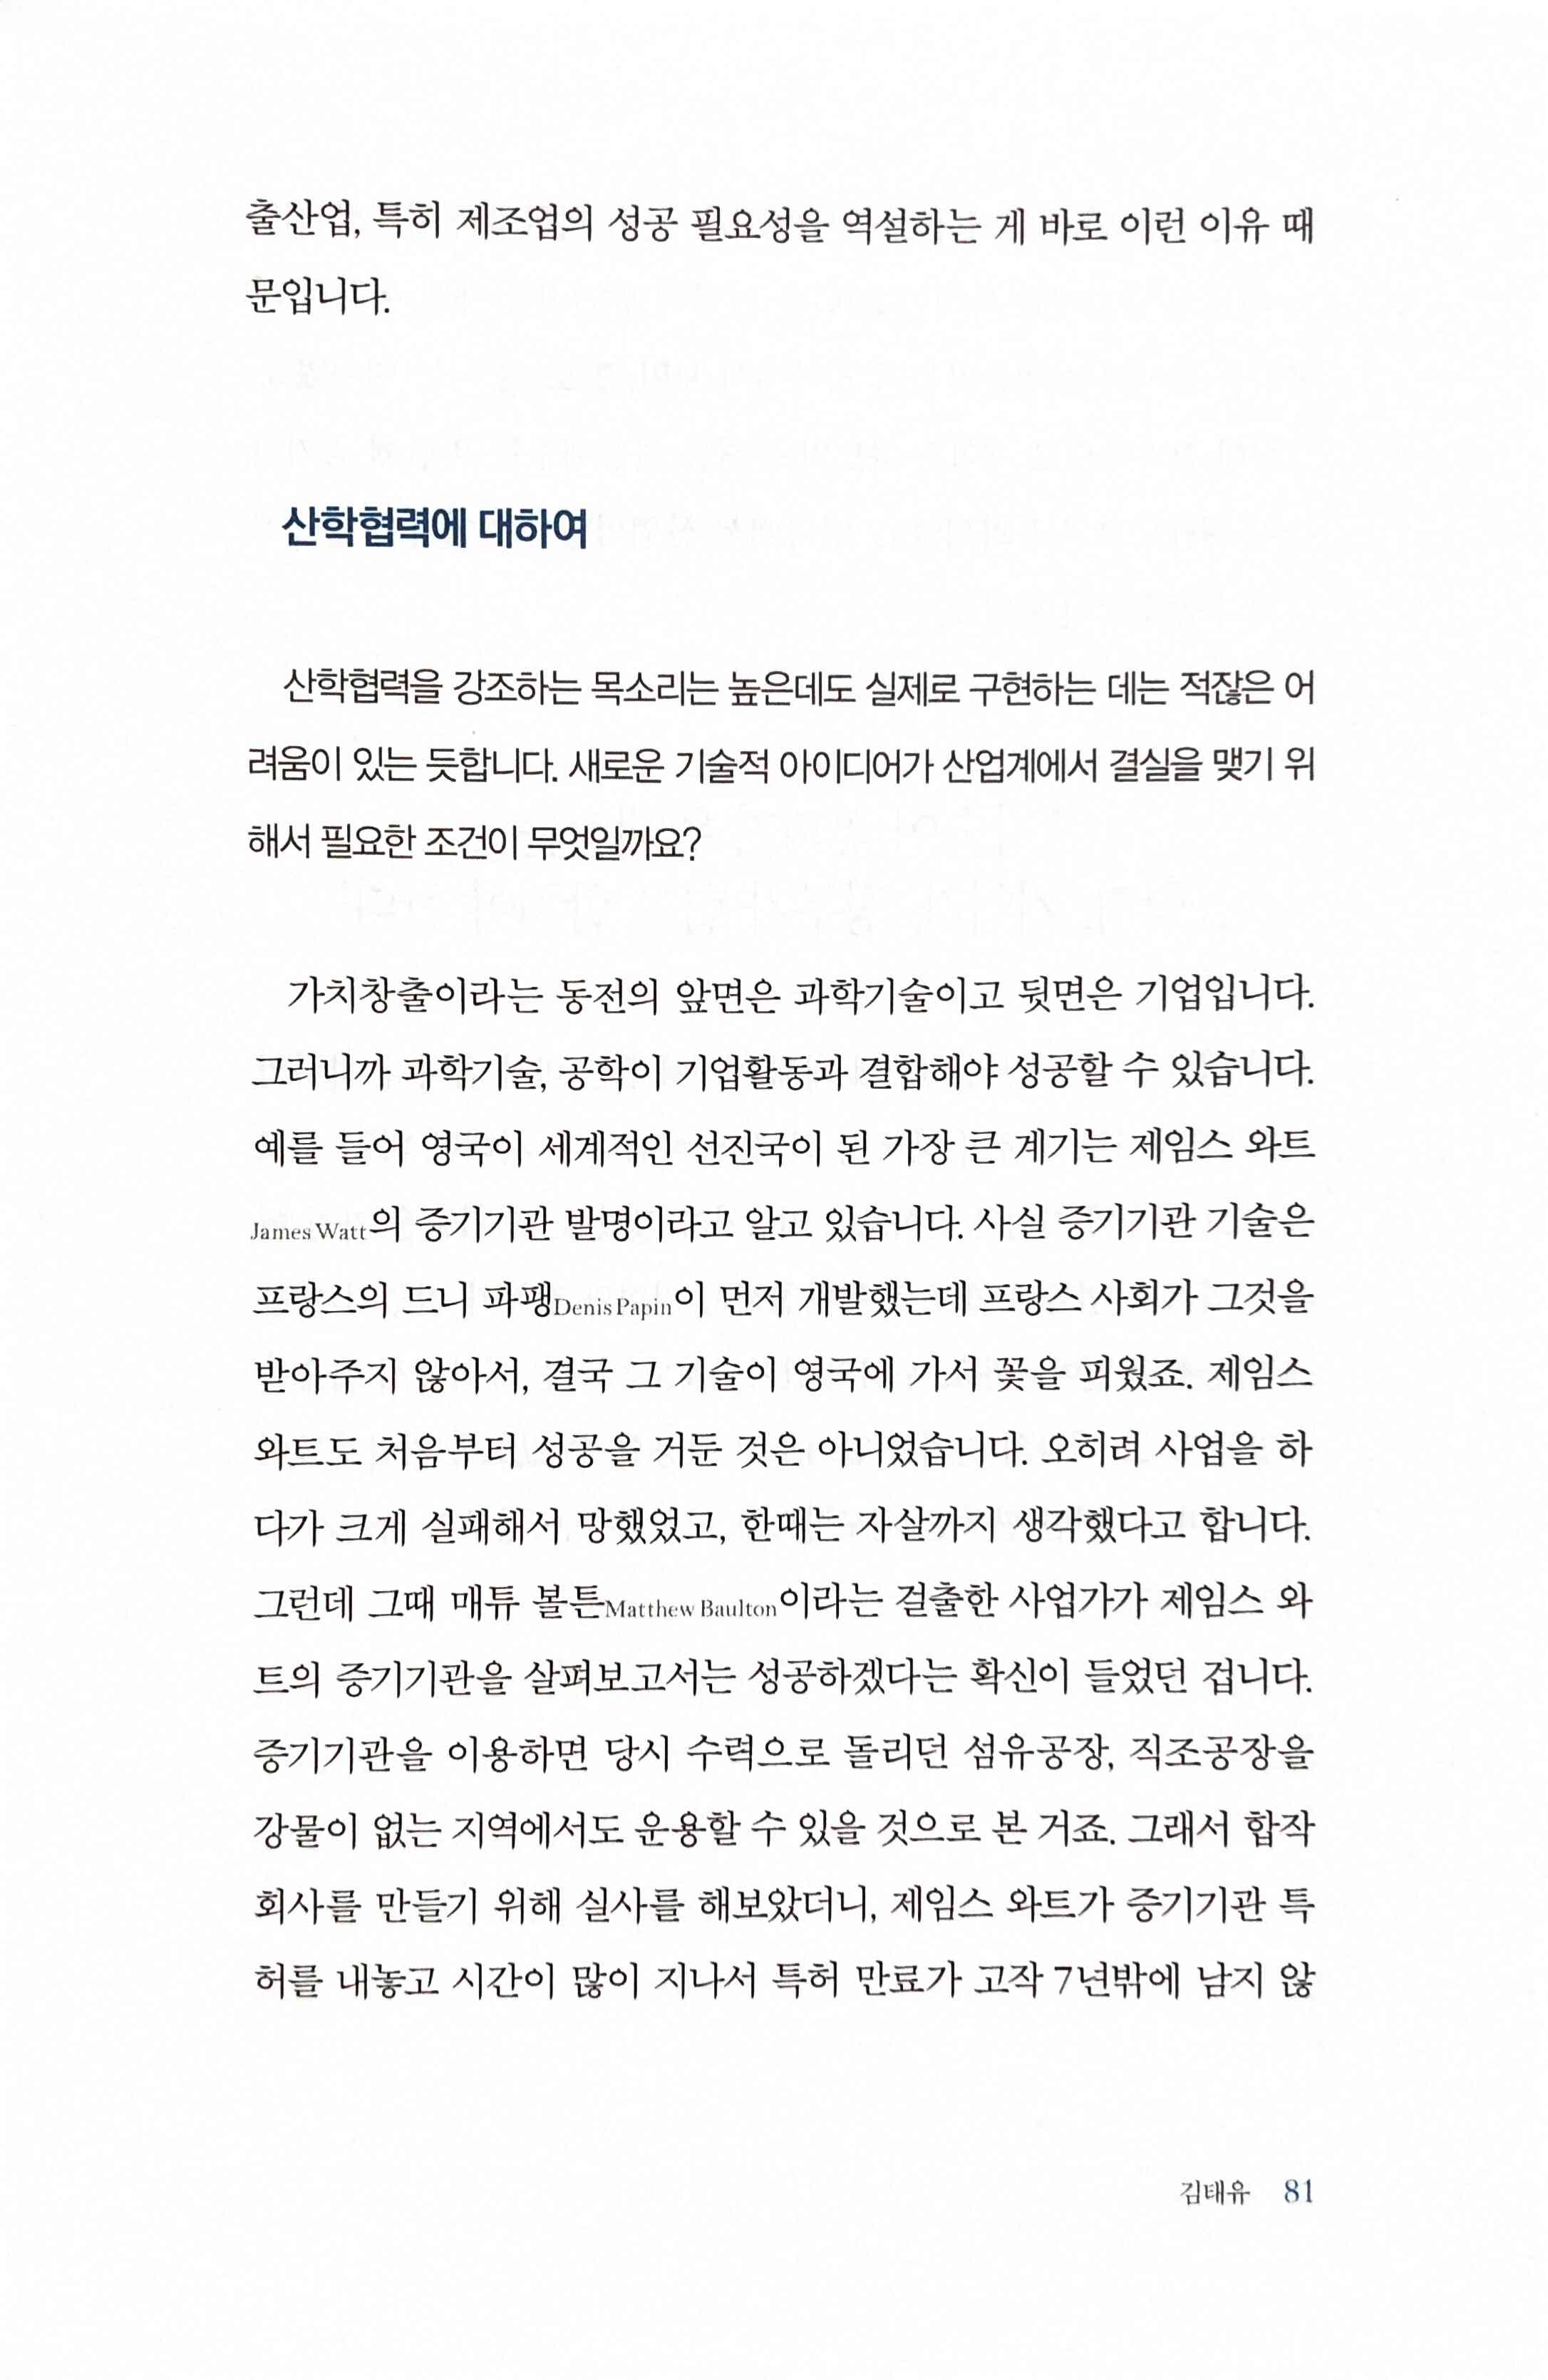 출산업, 특히 제조업의 성공 필요성을 역설하는 게 바로 이런 이유 때
문입니다.
산학협력에 대하여
산학협력을 강조하는 목소리는 높은데도 실제로 구현하는 데는 적잖은 어
려움이 있는 듯합니다. 새로운 기술적 아이디어가 산업계에서 결실을 맺기 위
해서 필요한 조건이 무엇일까요?
가치창출이라는 동전의 앞면은 과학기술이고 뒷면은 기업입니다.
그러니까 과학기술, 공학이 기업활동과 결합해야 성공할 수 있습니다.
예를 들어 영국이 세계적인 선진국이 된 가장 큰 계기는 제임스 와트
James Watt의 증기기관 발명이라고 알고 있습니다. 사실 증기기관 기술은
프랑스의 드니 파팽Denis Papin이 먼저 개발했는데 프랑스 사회가 그것을
받아주지 않아서, 결국 그 기술이 영국에 가서 꽃을 피웠죠. 제임스
와트도 처음부터 성공을 거둔 것은 아니었습니다. 오히려 사업을 하
다가 크게 실패해서 망했었고, 한때는 자살까지 생각했다고 합니다.
그런데 그때 매튜 볼튼Matthew Baulton이라는 걸출한 사업가가 제임스 와
트의 증기기관을 살펴보고서는 성공하겠다는 확신이 들었던 겁니다.
증기기관을 이용하면 당시 수력으로 돌리던 섬유공장, 직조공장을
강물이 없는 지역에서도 운용할 수 있을 것으로 본 거죠. 그래서 합작
회사를 만들기 위해 실사를 해보았더니, 제임스 와트가 증기기관 특
허를 내놓고 시간이 많이 지나서 특허 만료가 고작 7년밖에 남지 않
김태유 81